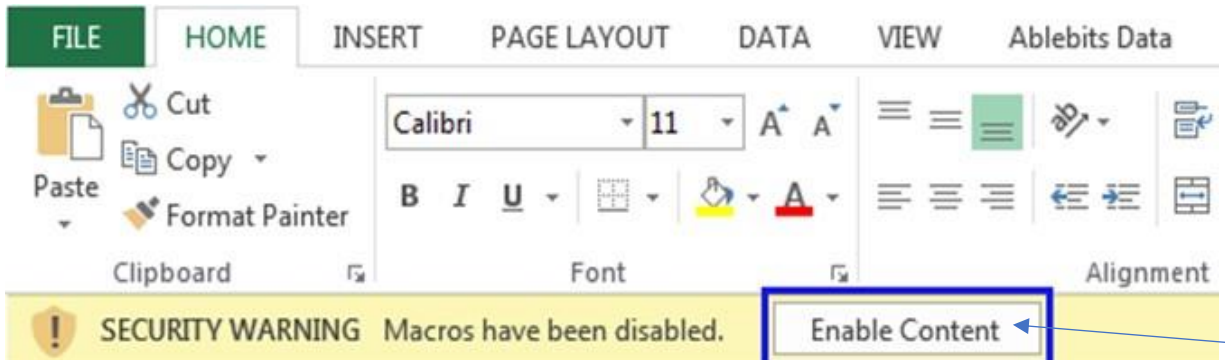 FILE HOME INSERT PAGE LAYOUT DATA VIEW Ablebits Data
Cut
Calibri 11 A A ab
Copy
Paste
B I U A
Format Painter
Clipboard Font Alignment
! SECURITY WARNING Macros have been disabled. Enable Content